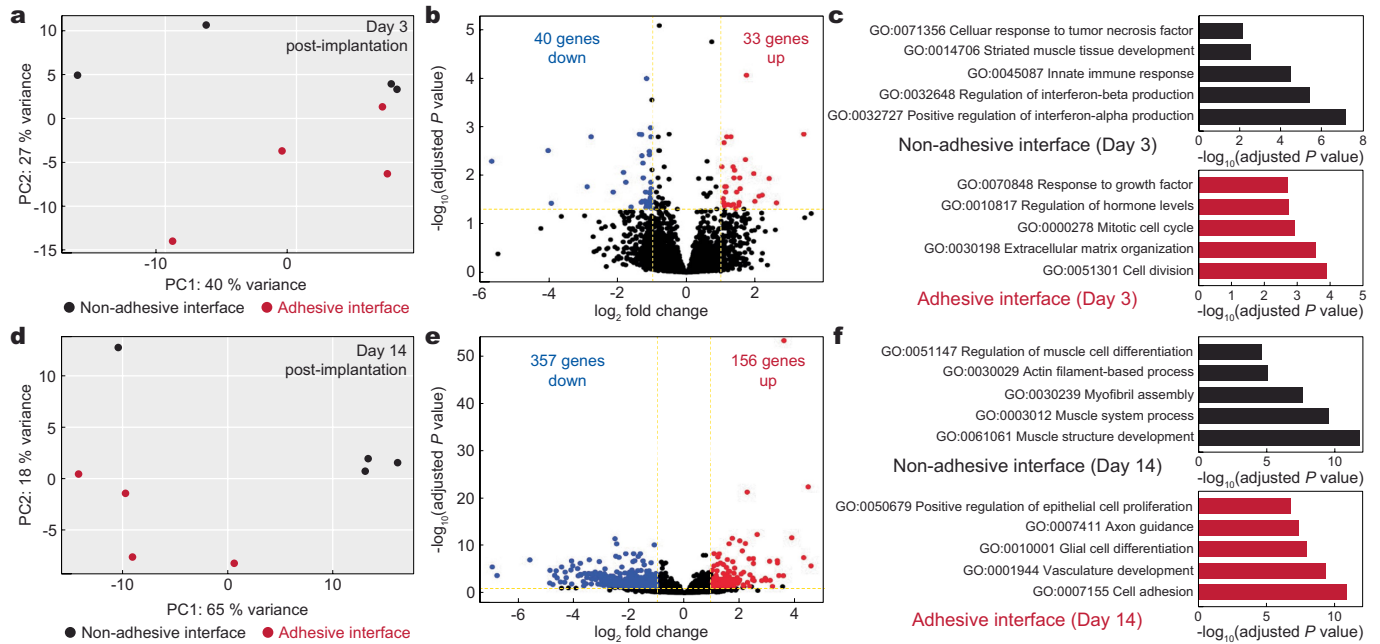 a
Day 3
post-implantation
PC2: 27 % variance
10
5
0
-5
-10
-15
-10
0
PC1: 40 % variance
Non-adhesive interface
Adhesive interface
b
40 genes
down
33 genes
up
-log10(adjusted P value)
5
4
3
2
1
0
-6
-4
-2
0
2
log2 fold change
c
GO:0071356 Celluar response to tumor necrosis factor
GO:0014706 Striated muscle tissue development
GO:0045087 Innate immune response
GO:0032648 Regulation of interferon-beta production
GO:0032727 Positive regulation of interferon-alpha production
0 2 4 6 8
Non-adhesive interface (Day 3)
-log10(adjusted P value)
GO:0070848 Response to growth factor
GO:0010817 Regulation of hormone levels
GO:0000278 Mitotic cell cycle
GO:0030198 Extracellular matrix organization
GO:0051301 Cell division
0 1 2 3 4 5
Adhesive interface (Day 3)
-log10(adjusted P value)
d
Day 14
post-implantation
PC2: 18 % variance
10
5
0
-5
-10
0
10
PC1: 65 % variance
Non-adhesive interface
Adhesive interface
e
357 genes
down
156 genes
up
-log10(adjusted P value)
50
40
30
20
10
0
-6
-4
-2
0
2
4
log2 fold change
f
GO:0051147 Regulation of muscle cell differentiation
GO:0030029 Actin filament-based process
GO:0030239 Myofibril assembly
GO:0003012 Muscle system process
GO:0061061 Muscle structure development
0 5 10
Non-adhesive interface (Day 14)
-log10(adjusted P value)
GO:0050679 Positive regulation of epithelial cell proliferation
GO:0007411 Axon guidance
GO:0010001 Glial cell differentiation
GO:0001944 Vasculature development
GO:0007155 Cell adhesion
0 5 10
Adhesive interface (Day 14)
-log10(adjusted P value)